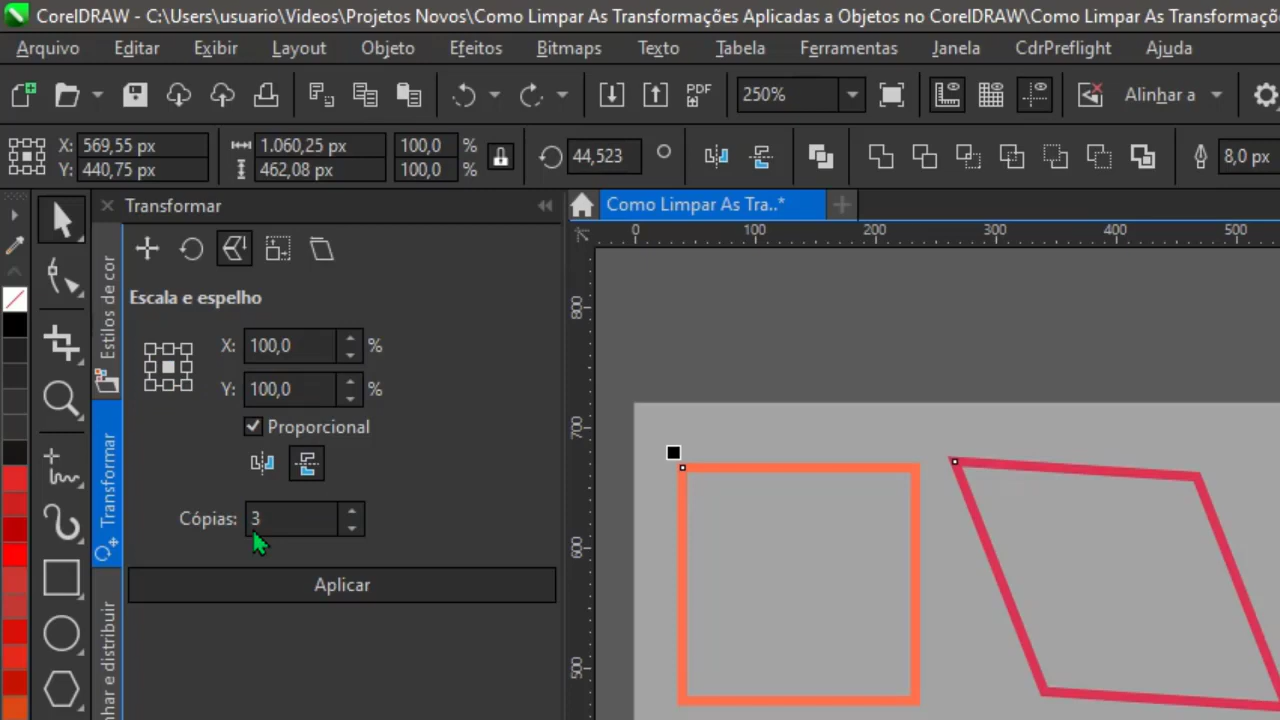 CorelDRAW - C:\Users\usuario\Videos\Projetos Novos\Como Limpar As Transformações Aplicadas a Objetos no CorelDRAW\Como Limpar As Transformaçõ
Arquivo Editar Exibir Layout Objeto Efeitos Bitmaps Texto Tabela Ferramentas Janela CdrPreflight Ajuda
PDF 250% Alinhar a
X: 569,55 px 1.060,25 px 100,0 % 44,523 8,0 px
Y: 440,75 px 462,08 px 100,0 %
Transformar
Como Limpar As Tra..*
0 100 200 300 400 500
Estilos de cor
Escala e espelho
X: 100,0 %
Y: 100,0 %
Proporcional
Transformar
Cópias: 3
Aplicar
nhar e distribuir
800
700
600
500